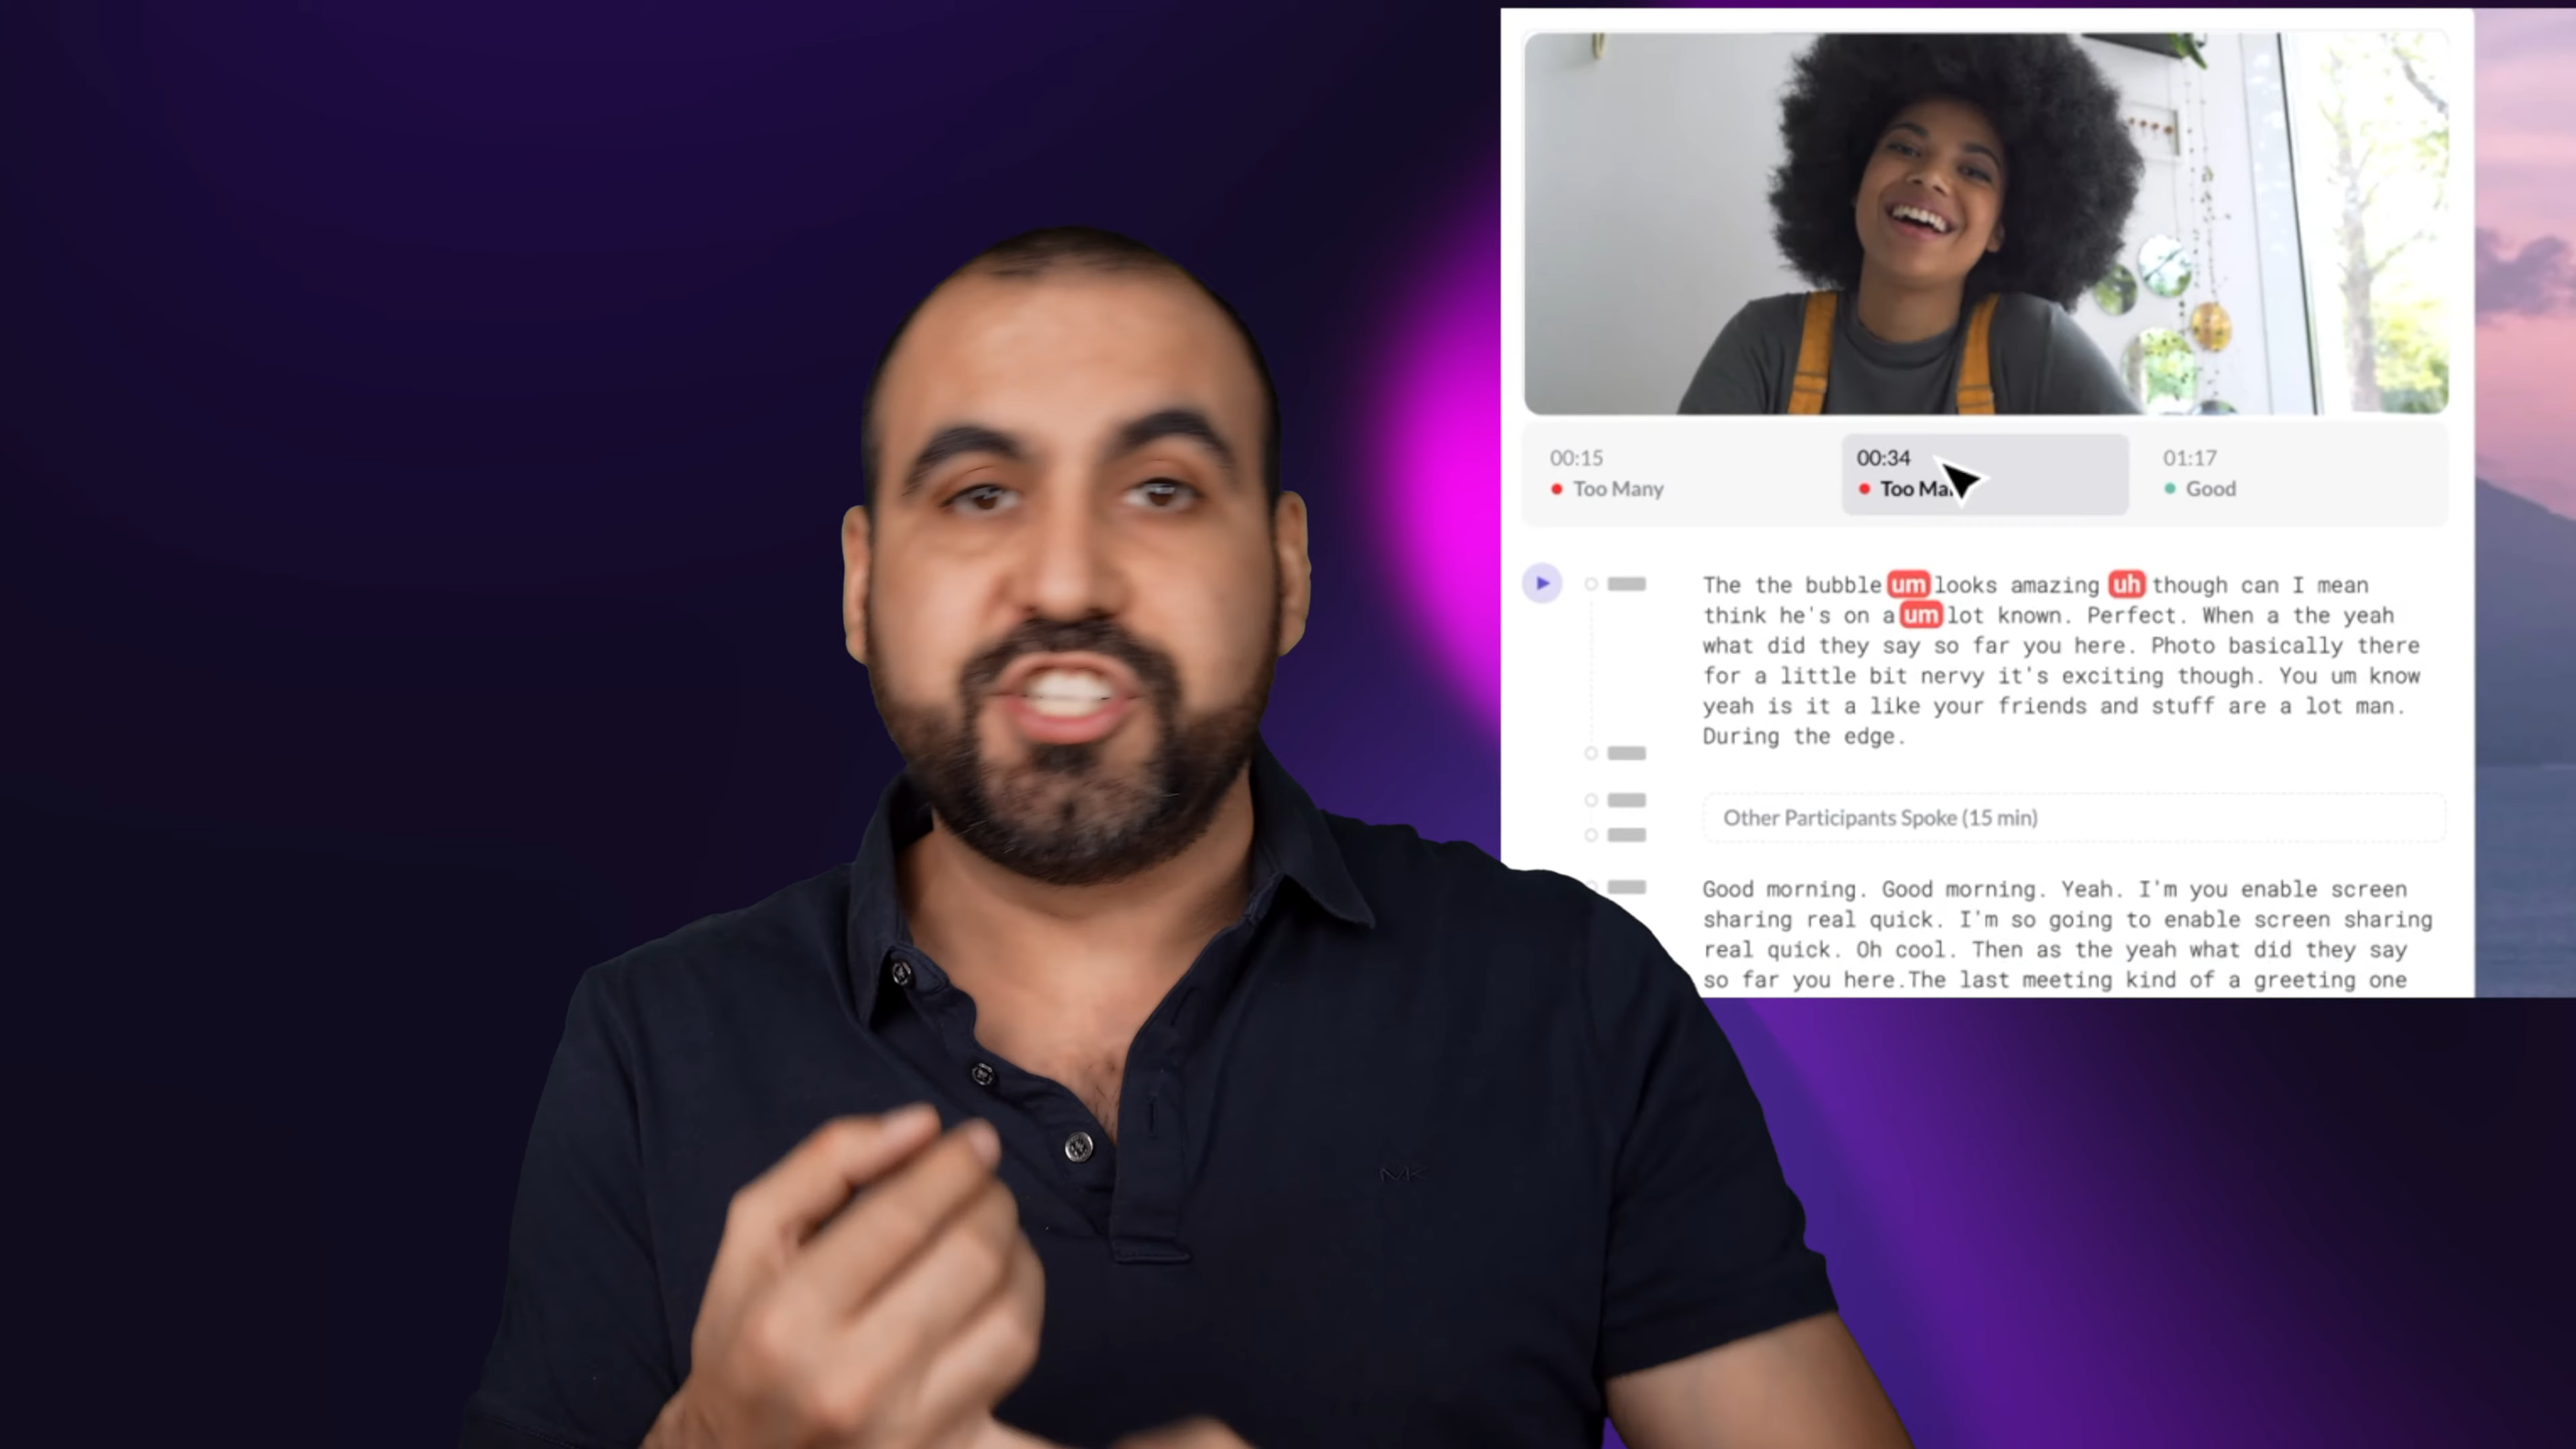 00:15
Too Many
00:34
Too Ma
01:17
Good
The the bubble um looks amazing uh though can I mean
think he's on a um lot known. Perfect. When a the yeah
what did they say so far you here. Photo basically there
for a little bit nervy it's exciting though. You um know
yeah is it a like your friends and stuff are a lot man.
During the edge.
Other Participants Spoke (15 min)
Good morning. Good morning. Yeah. I'm you enable screen
sharing real quick. I'm so going to enable screen sharing
real quick. Oh cool. Then as the yeah what did they say
so far you here.The last meeting kind of a greeting one
MK